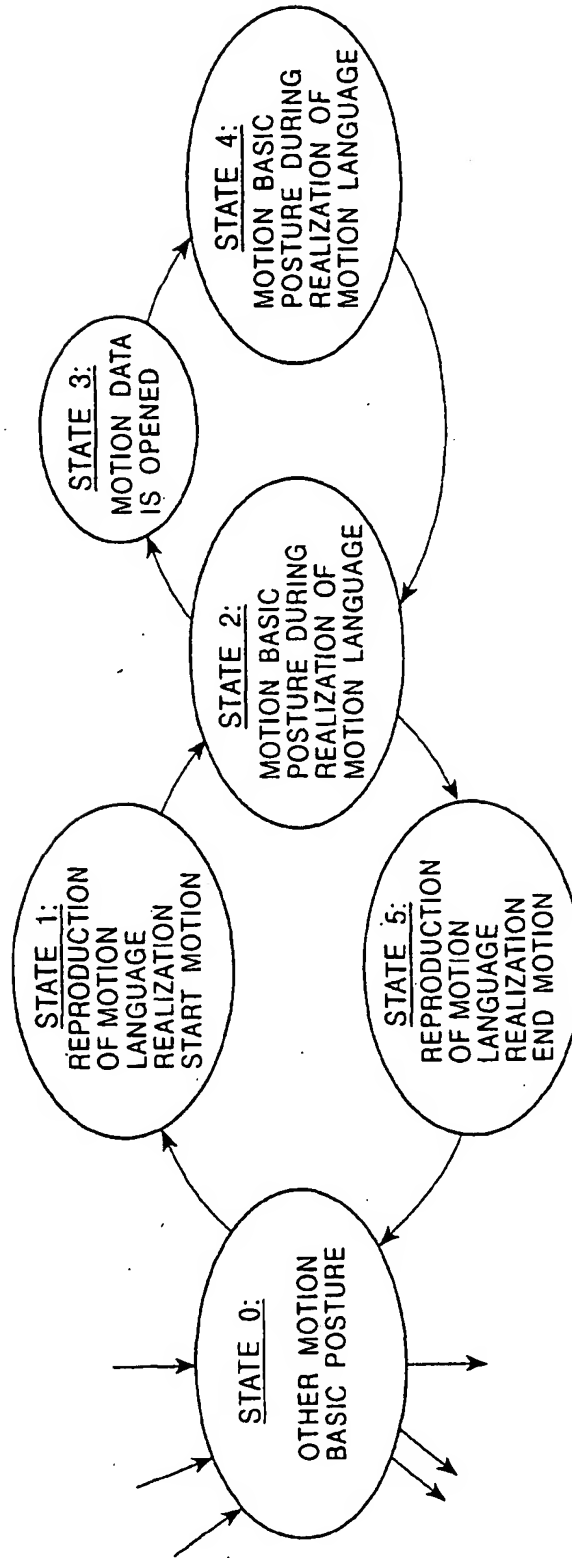 STATE 0:
OTHER MOTION
BASIC POSTURE
STATE 1:
REPRODUCTION
OF MOTION
LANGUAGE
REALIZATION
START MOTION
STATE 2:
MOTION BASIC
POSTURE DURING
REALIZATION OF
MOTION LANGUAGE
STATE 3:
MOTION DATA
IS OPENED
STATE 4:
MOTION BASIC
POSTURE DURING
REALIZATION OF
MOTION LANGUAGE
STATE 5:
REPRODUCTION
OF MOTION
LANGUAGE
REALIZATION
END MOTION